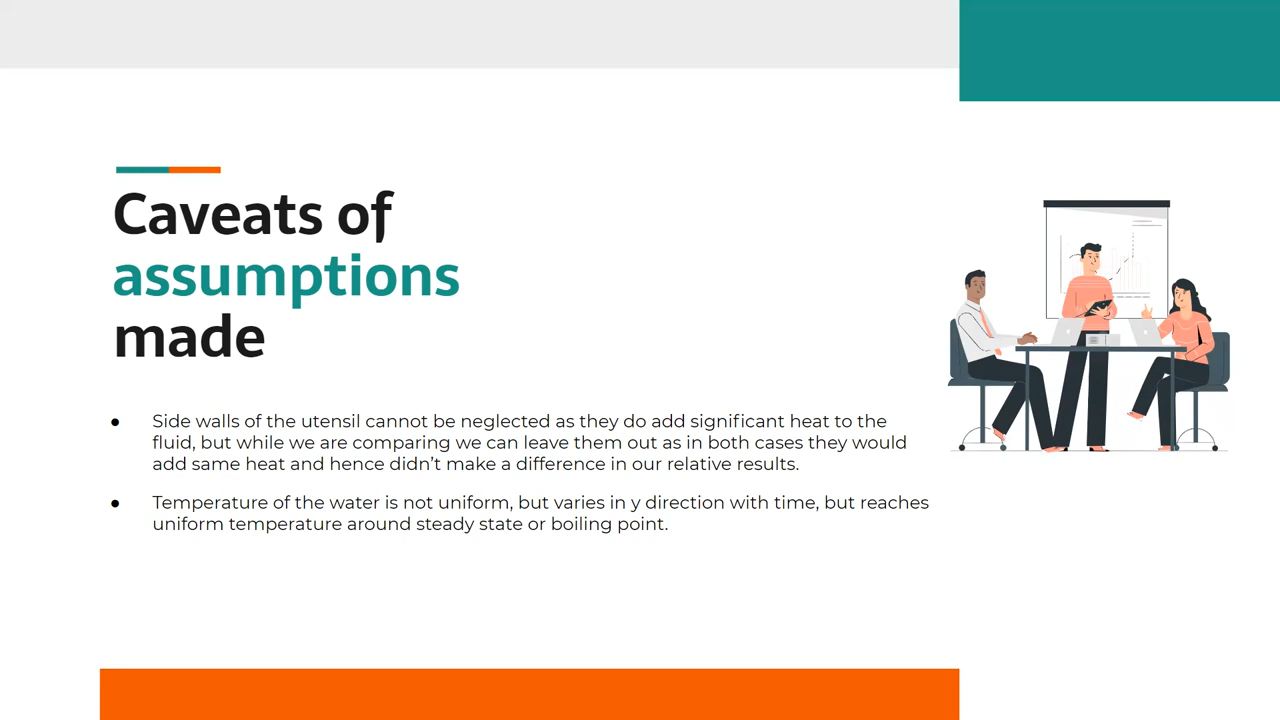 Caveats of
assumptions
made
● Side walls of the utensil cannot be neglected as they do add significant heat to the
fluid, but while we are comparing we can leave them out as in both cases they would
add same heat and hence didn’t make a difference in our relative results.
● Temperature of the water is not uniform, but varies in y direction with time, but reaches
uniform temperature around steady state or boiling point.